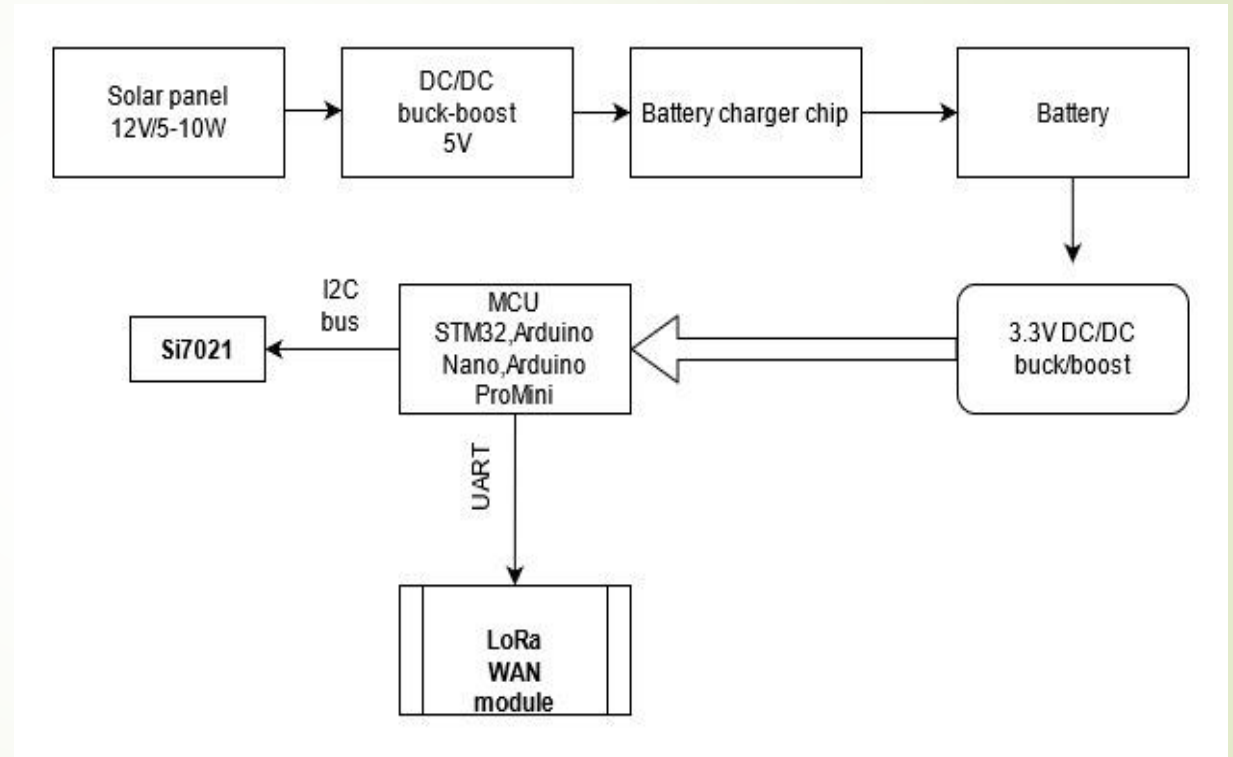 Solar panel
12V/5-10W
DC/DC
buck-boost
5V
Battery charger chip
Battery
Si7021
I2C
bus
MCU
STM32,Arduino
Nano,Arduino
ProMini
3.3V DC/DC
buck/boost
UART
LoRa
WAN
module